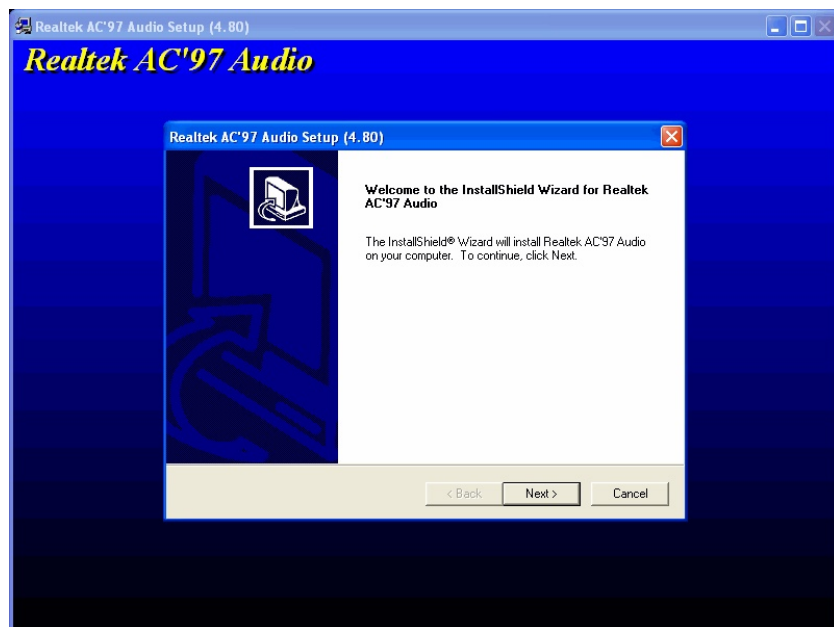 Realtek AC'97 Audio Setup (4.80)
Realtek AC'97 Audio
Realtek AC'97 Audio Setup (4.80)
Welcome to the InstallShield Wizard for Realtek
AC'97 Audio
The InstallShield® Wizard will install Realtek AC'97 Audio
on your computer. To continue, click Next.
< Back
Next >
Cancel